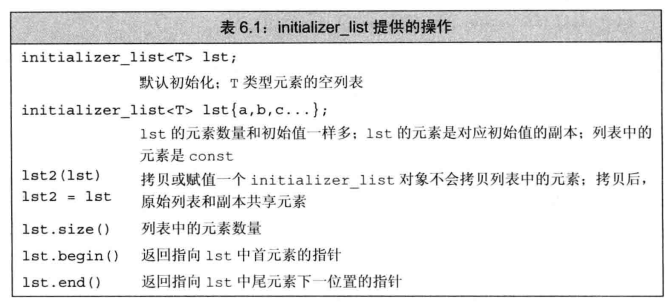 表 6.1：initializer_list 提供的操作
initializer_list<T> lst;
默认初始化；T 类型元素的空列表
initializer_list<T> lst{a,b,c...};
lst 的元素数量和初始值一样多；lst 的元素是对应初始值的副本；列表中的
元素是 const
lst2(lst) 拷贝或赋值一个 initializer_list 对象不会拷贝列表中的元素；拷贝后，
lst2 = lst 原始列表和副本共享元素
lst.size() 列表中的元素数量
lst.begin() 返回指向 lst 中首元素的指针
lst.end() 返回指向 lst 中尾元素下一位置的指针